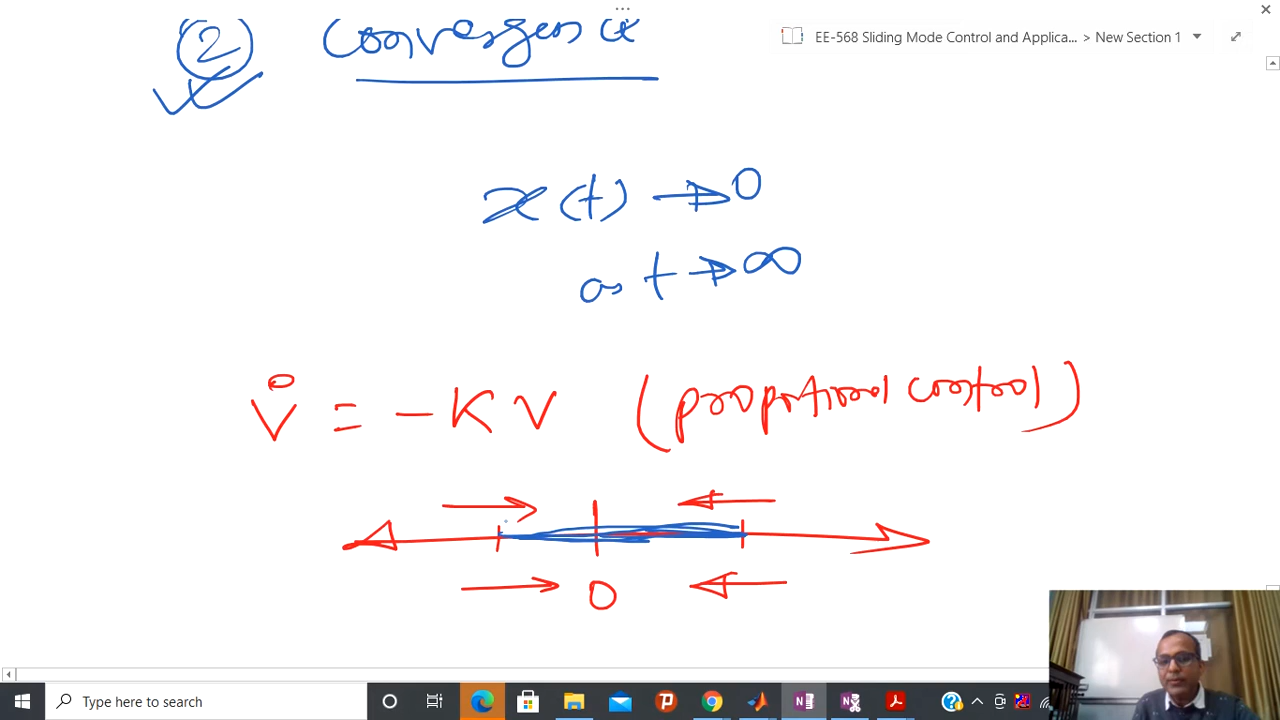 EE-568 Sliding Mode Control and Applica... > New Section 1
(2) Convergence
x(t) → 0
as t → ∞
V̇ = -KV (proportional control)
0
Type here to search